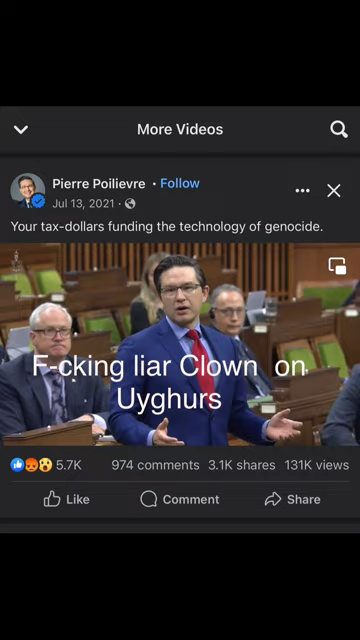 More Videos
Pierre Poilievre · Follow
Jul 13, 2021 ·
Your tax-dollars funding the technology of genocide.
F-cking liar Clown on
Uyghurs
5.7K 974 comments 3.1K shares 131K views
Like Comment Share